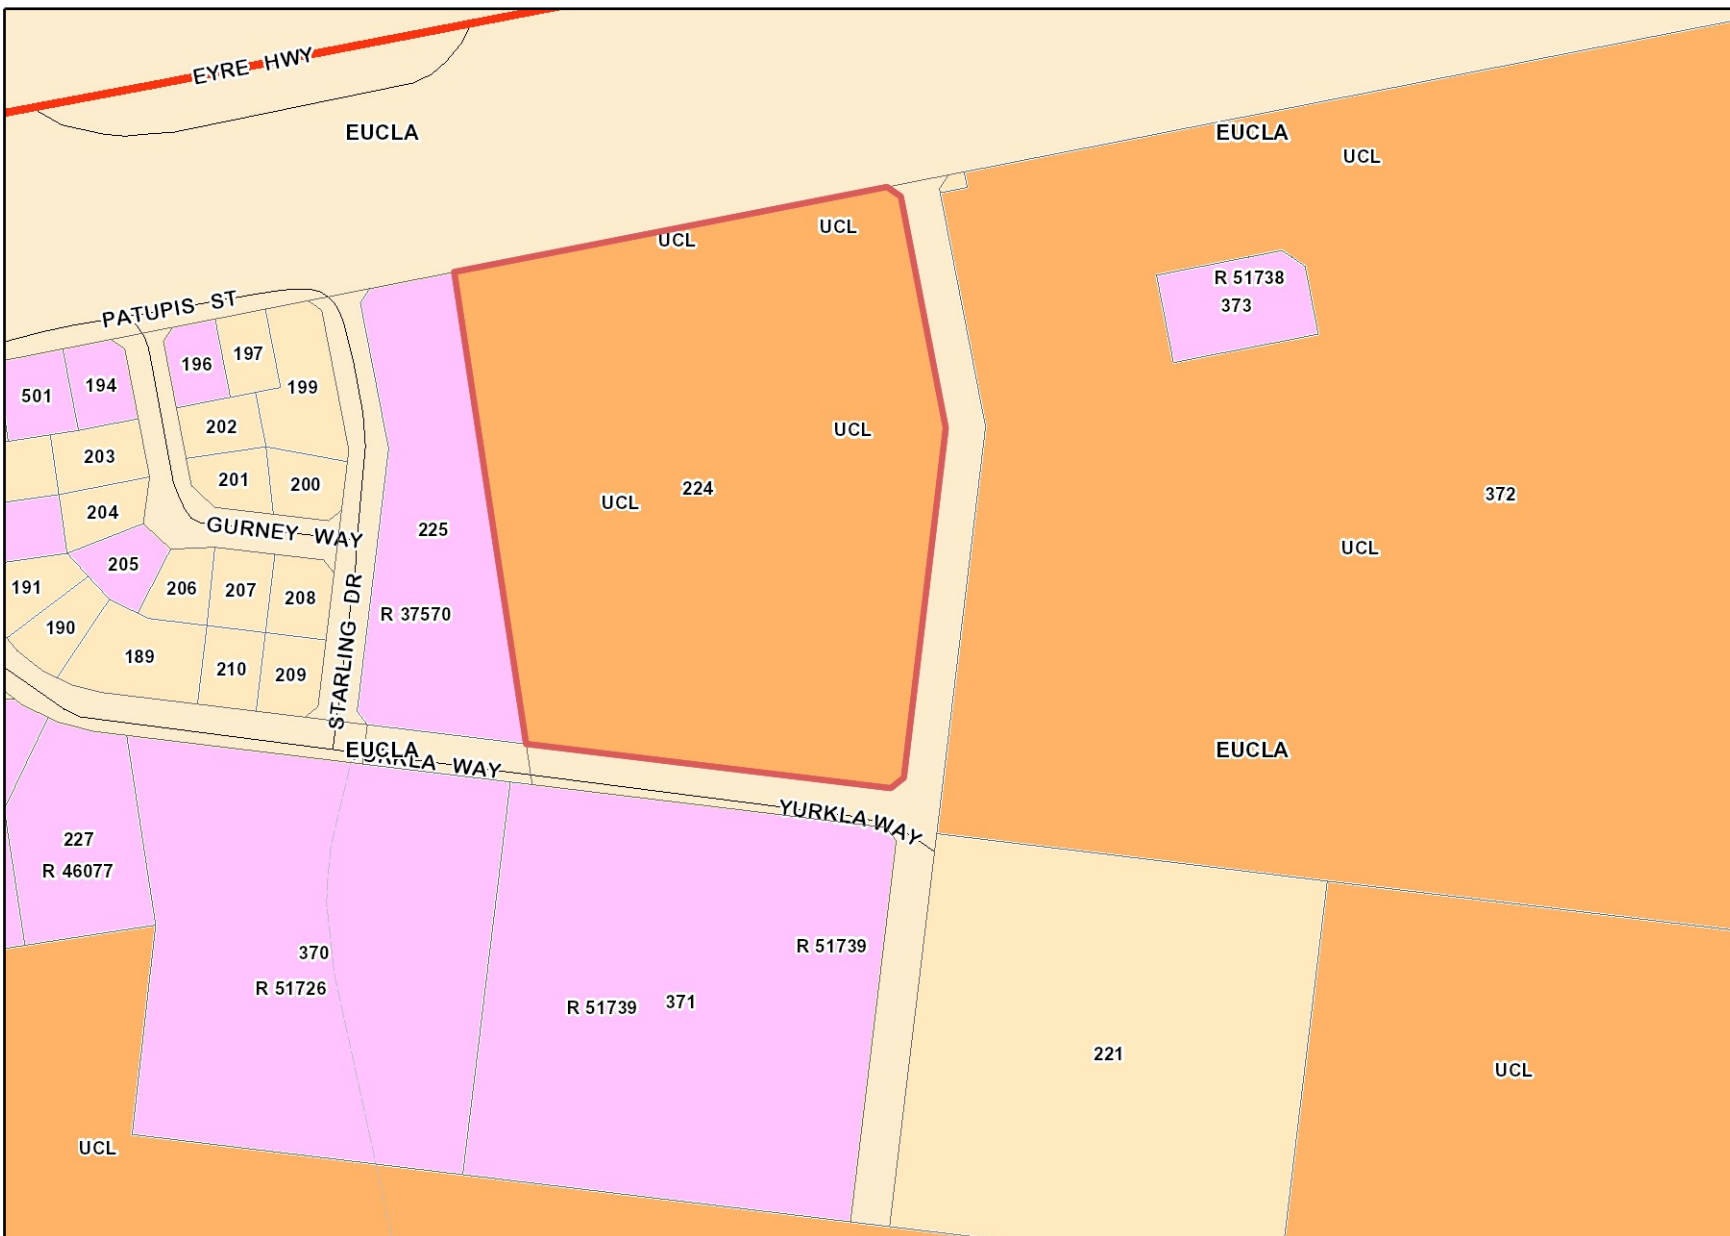 EYRE HWY
EUCLA
EUCLA
UCL
UCL
UCL
R 51738
373
PATUPIS ST
196
197
199
501
194
202
UCL
203
201
200
204
UCL
224
372
GURNEY WAY
225
UCL
205
191
206
207
208
STARLING DR
R 37570
190
189
210
209
EUCLA
YURKLA WAY
EUCLA
YURKLA WAY
227
R 46077
370
R 51726
R 51739
R 51739
371
221
UCL
UCL